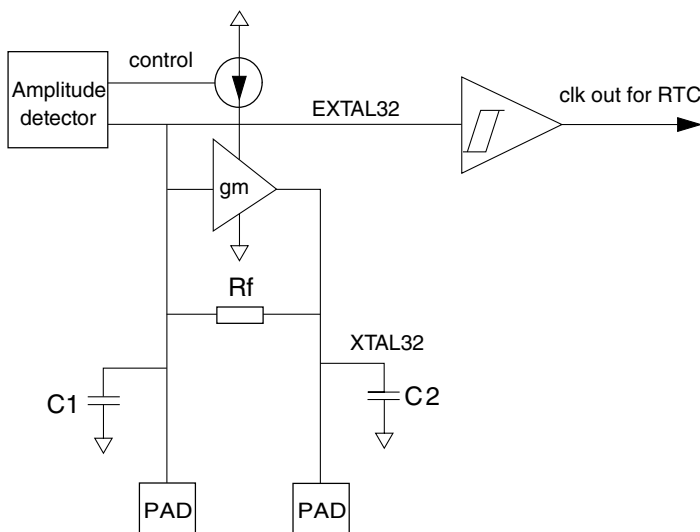 control
Amplitude
detector
EXTAL32
clk out for RTC
gm
Rf
XTAL32
C1
C2
PAD
PAD